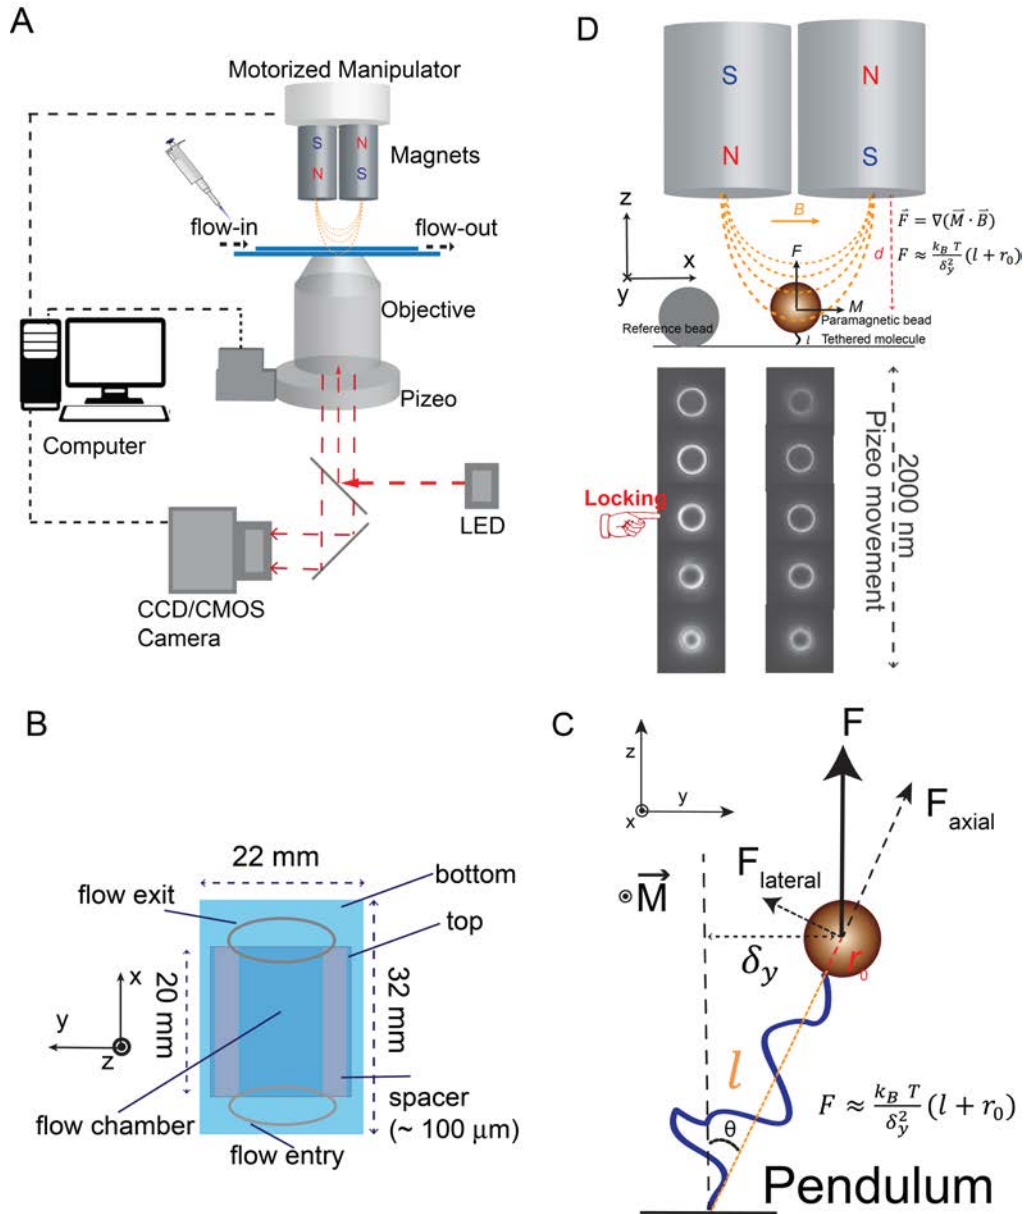 A
Motorized Manipulator
S
N
N
S
Magnets
flow-in
flow-out
Objective
Pizeo
Computer
LED
CCD/CMOS
Camera
D
S
N
N
S
z
x
y
B
F
M
d
F⃗ = ∇(M⃗ · B⃗)
F ≈ k_B T / δ_y² (l + r₀)
Reference bead
Paramagnetic bead
Tethered molecule
l
Locking
2000 nm
Pizeo movement
B
22 mm
flow exit
bottom
top
x
y
z
20 mm
32 mm
flow chamber
spacer
(~ 100 μm)
flow entry
C
z
y
x
M⃗
F
F_axial
F_lateral
δ_y
r₀
l
θ
F ≈ k_B T / δ_y² (l + r₀)
Pendulum